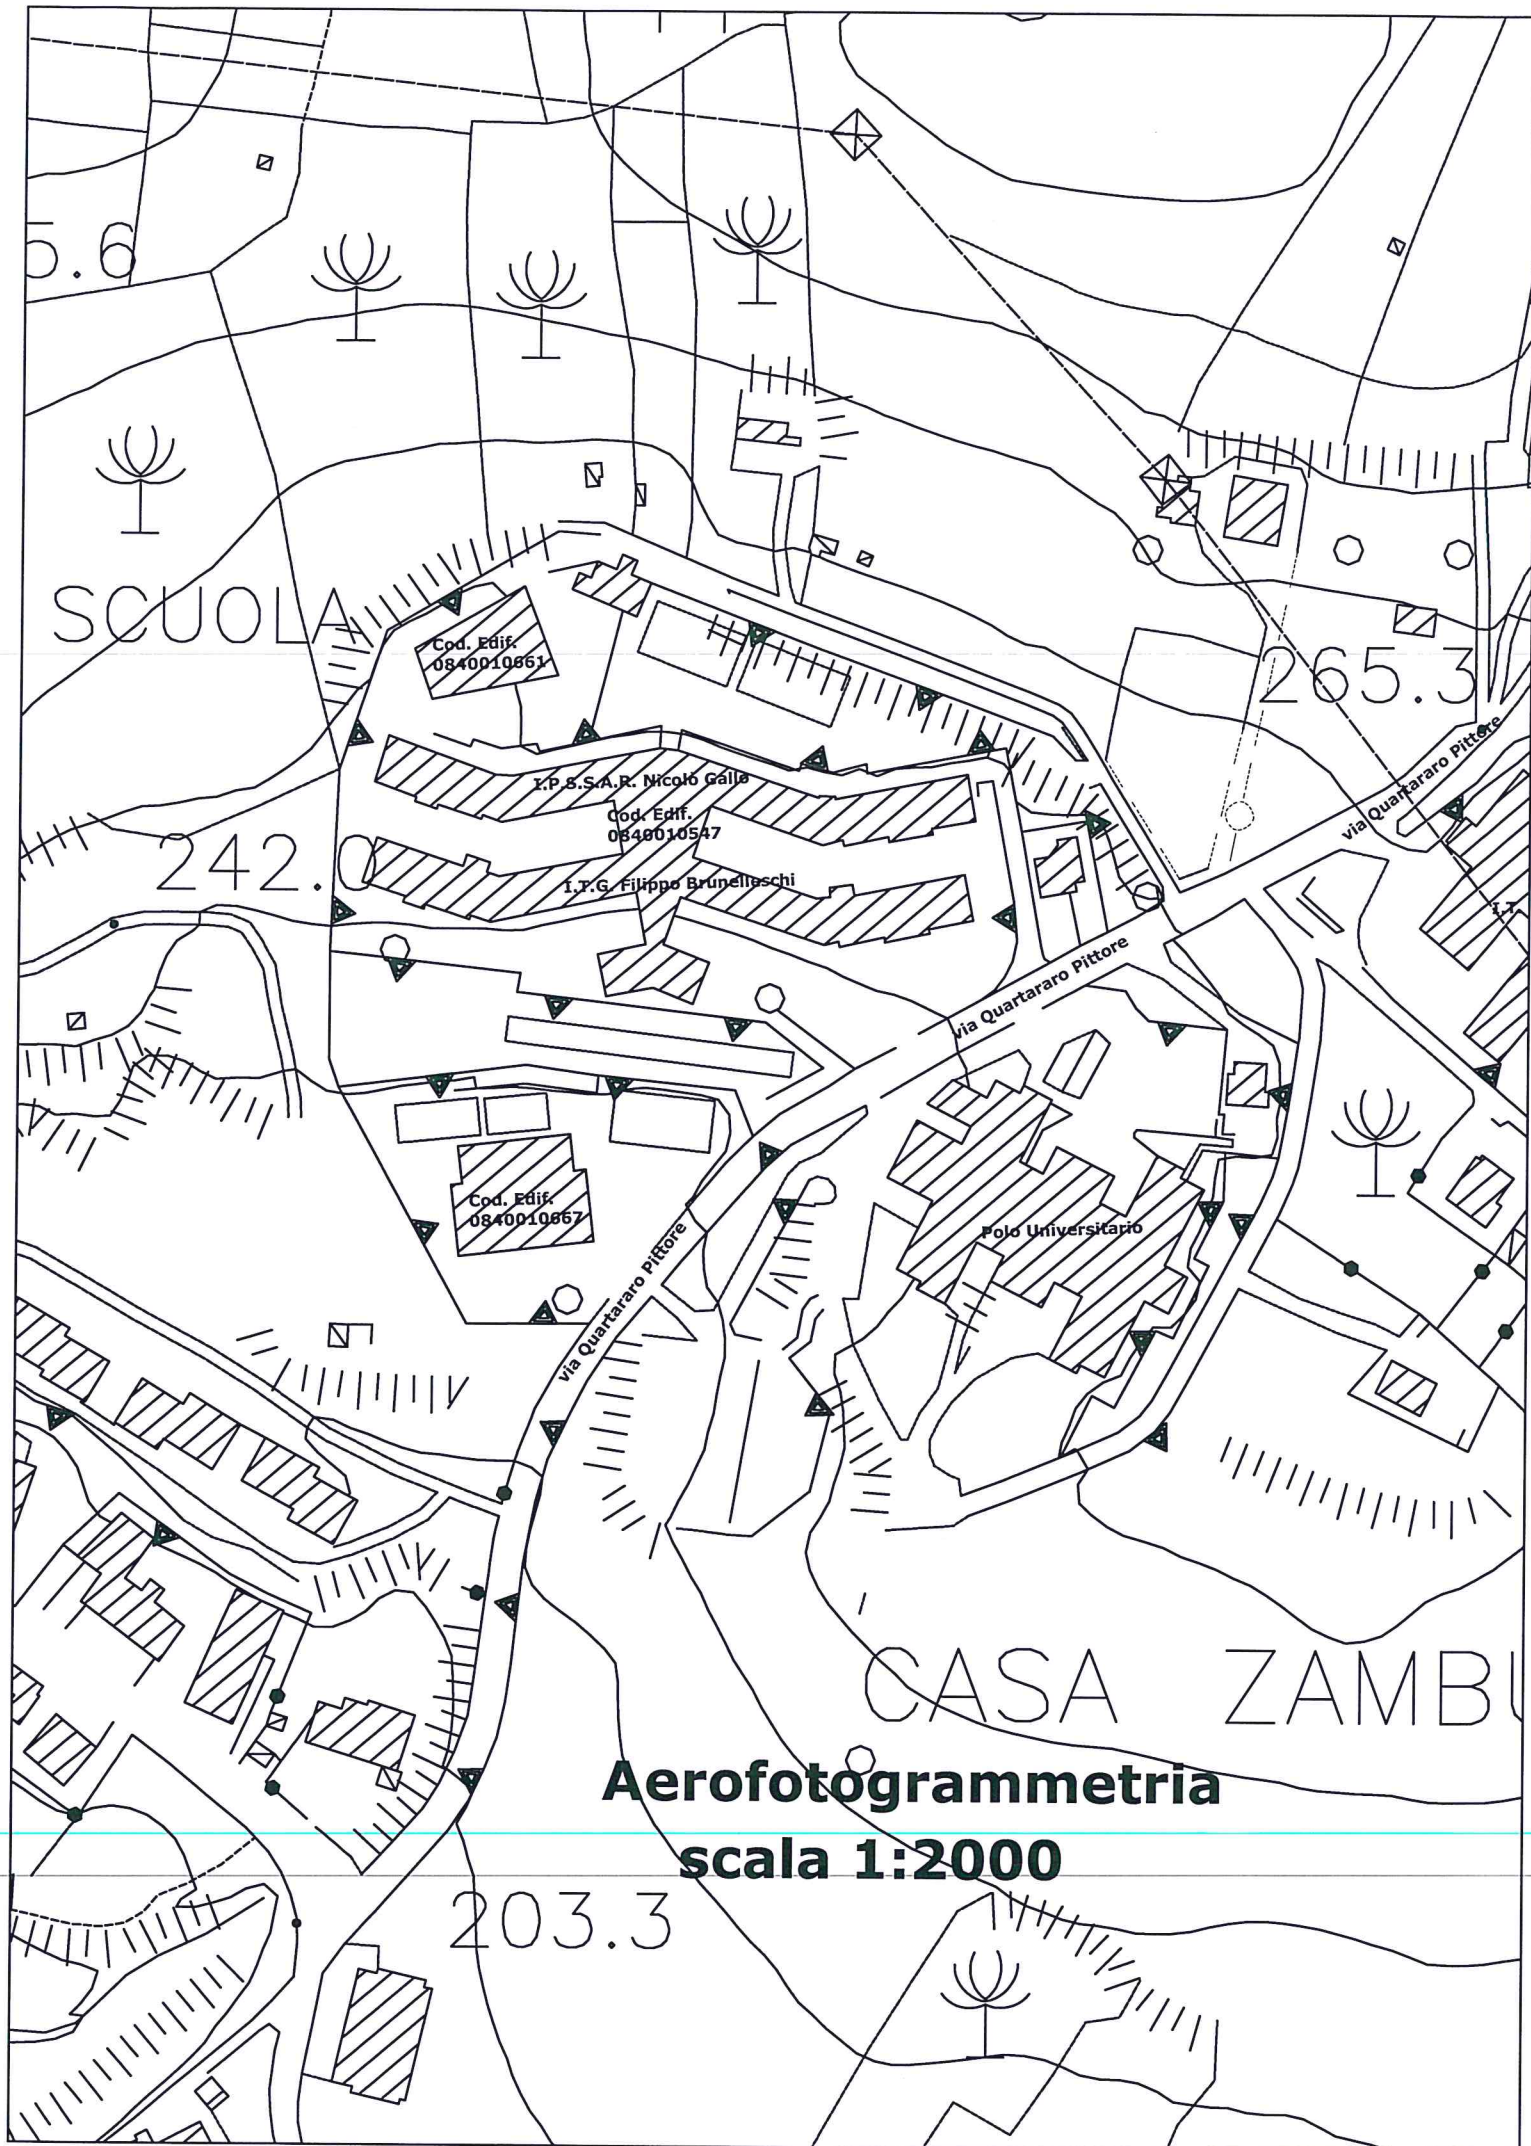 5.6
SCUOLA
Cod. Edif.
0840010661
265.3
via Quartararo Pittore
I.P.S.S.A.R. Nicolò Gallo
Cod. Edif.
0840010547
242.0
I.T.G. Filippo Brunelleschi
I.T
via Quartararo Pittore
Cod. Edif.
0840010667
Polo Universitario
via Quartararo Pittore
CASA ZAMBU
Aerofotogrammetria
scala 1:2000
203.3